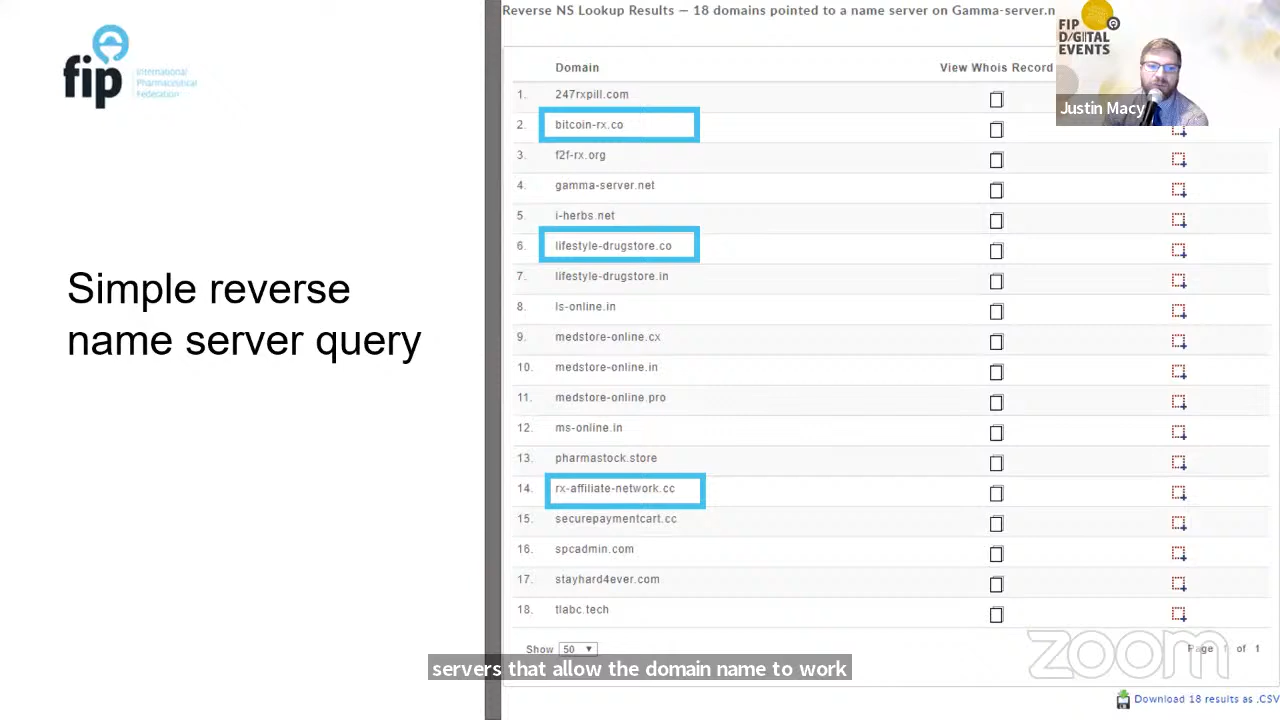 fip
International
Pharmaceutical
Federation
Simple reverse
name server query
Reverse NS Lookup Results — 18 domains pointed to a name server on Gamma-server.n
Domain
View Whois Record
1. 247rxpill.com
2. bitcoin-rx.co
3. f2f-rx.org
4. gamma-server.net
5. i-herbs.net
6. lifestyle-drugstore.co
7. lifestyle-drugstore.in
8. ls-online.in
9. medstore-online.cx
10. medstore-online.in
11. medstore-online.pro
12. ms-online.in
13. pharmastock.store
14. rx-affiliate-network.cc
15. securepaymentcart.cc
16. spcadmin.com
17. stayhard4ever.com
18. tlabc.tech
Show 50
Page 1 of 1
Download 18 results as .CSV
FIP
DIGITAL
EVENTS
Justin Macy
zoom
servers that allow the domain name to work